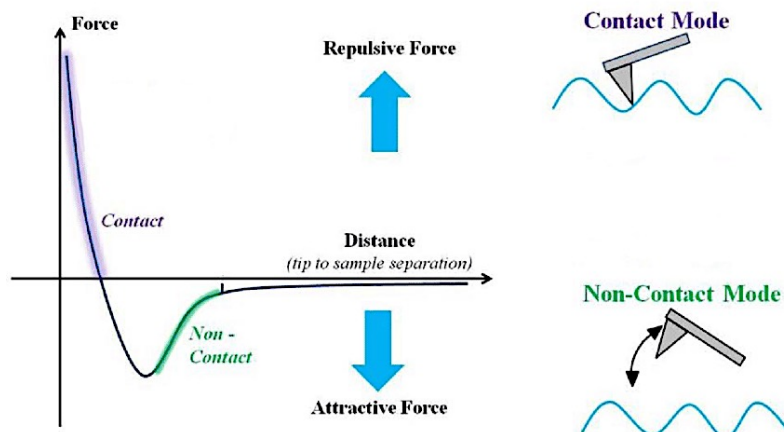 Force
Contact
Repulsive Force
Distance
(tip to sample separation)
Non -
Contact
Attractive Force
Contact Mode
Non-Contact Mode